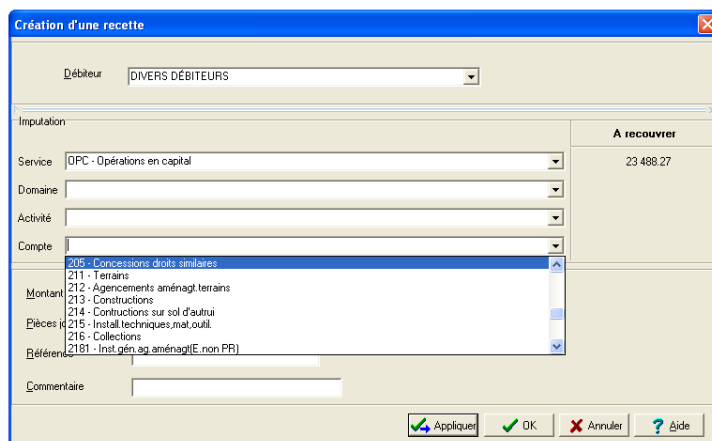 Création d'une recette
Débiteur DIVERS DÉBITEURS
Imputation
A recouvrer
Service OPC - Opérations en capital 23 488.27
Domaine
Activité
Compte
205 - Concessions droits similaires
211 - Terrains
212 - Agencements aménagt.terrains
213 - Constructions
Montant
214 - Contructions sur sol d'autrui
215 - Install.techniques,mat,outil.
Pièces jo
216 - Collections
2181 - Inst.gén.ag.aménagt(E.non PR)
Référence
Commentaire
Appliquer OK Annuler Aide